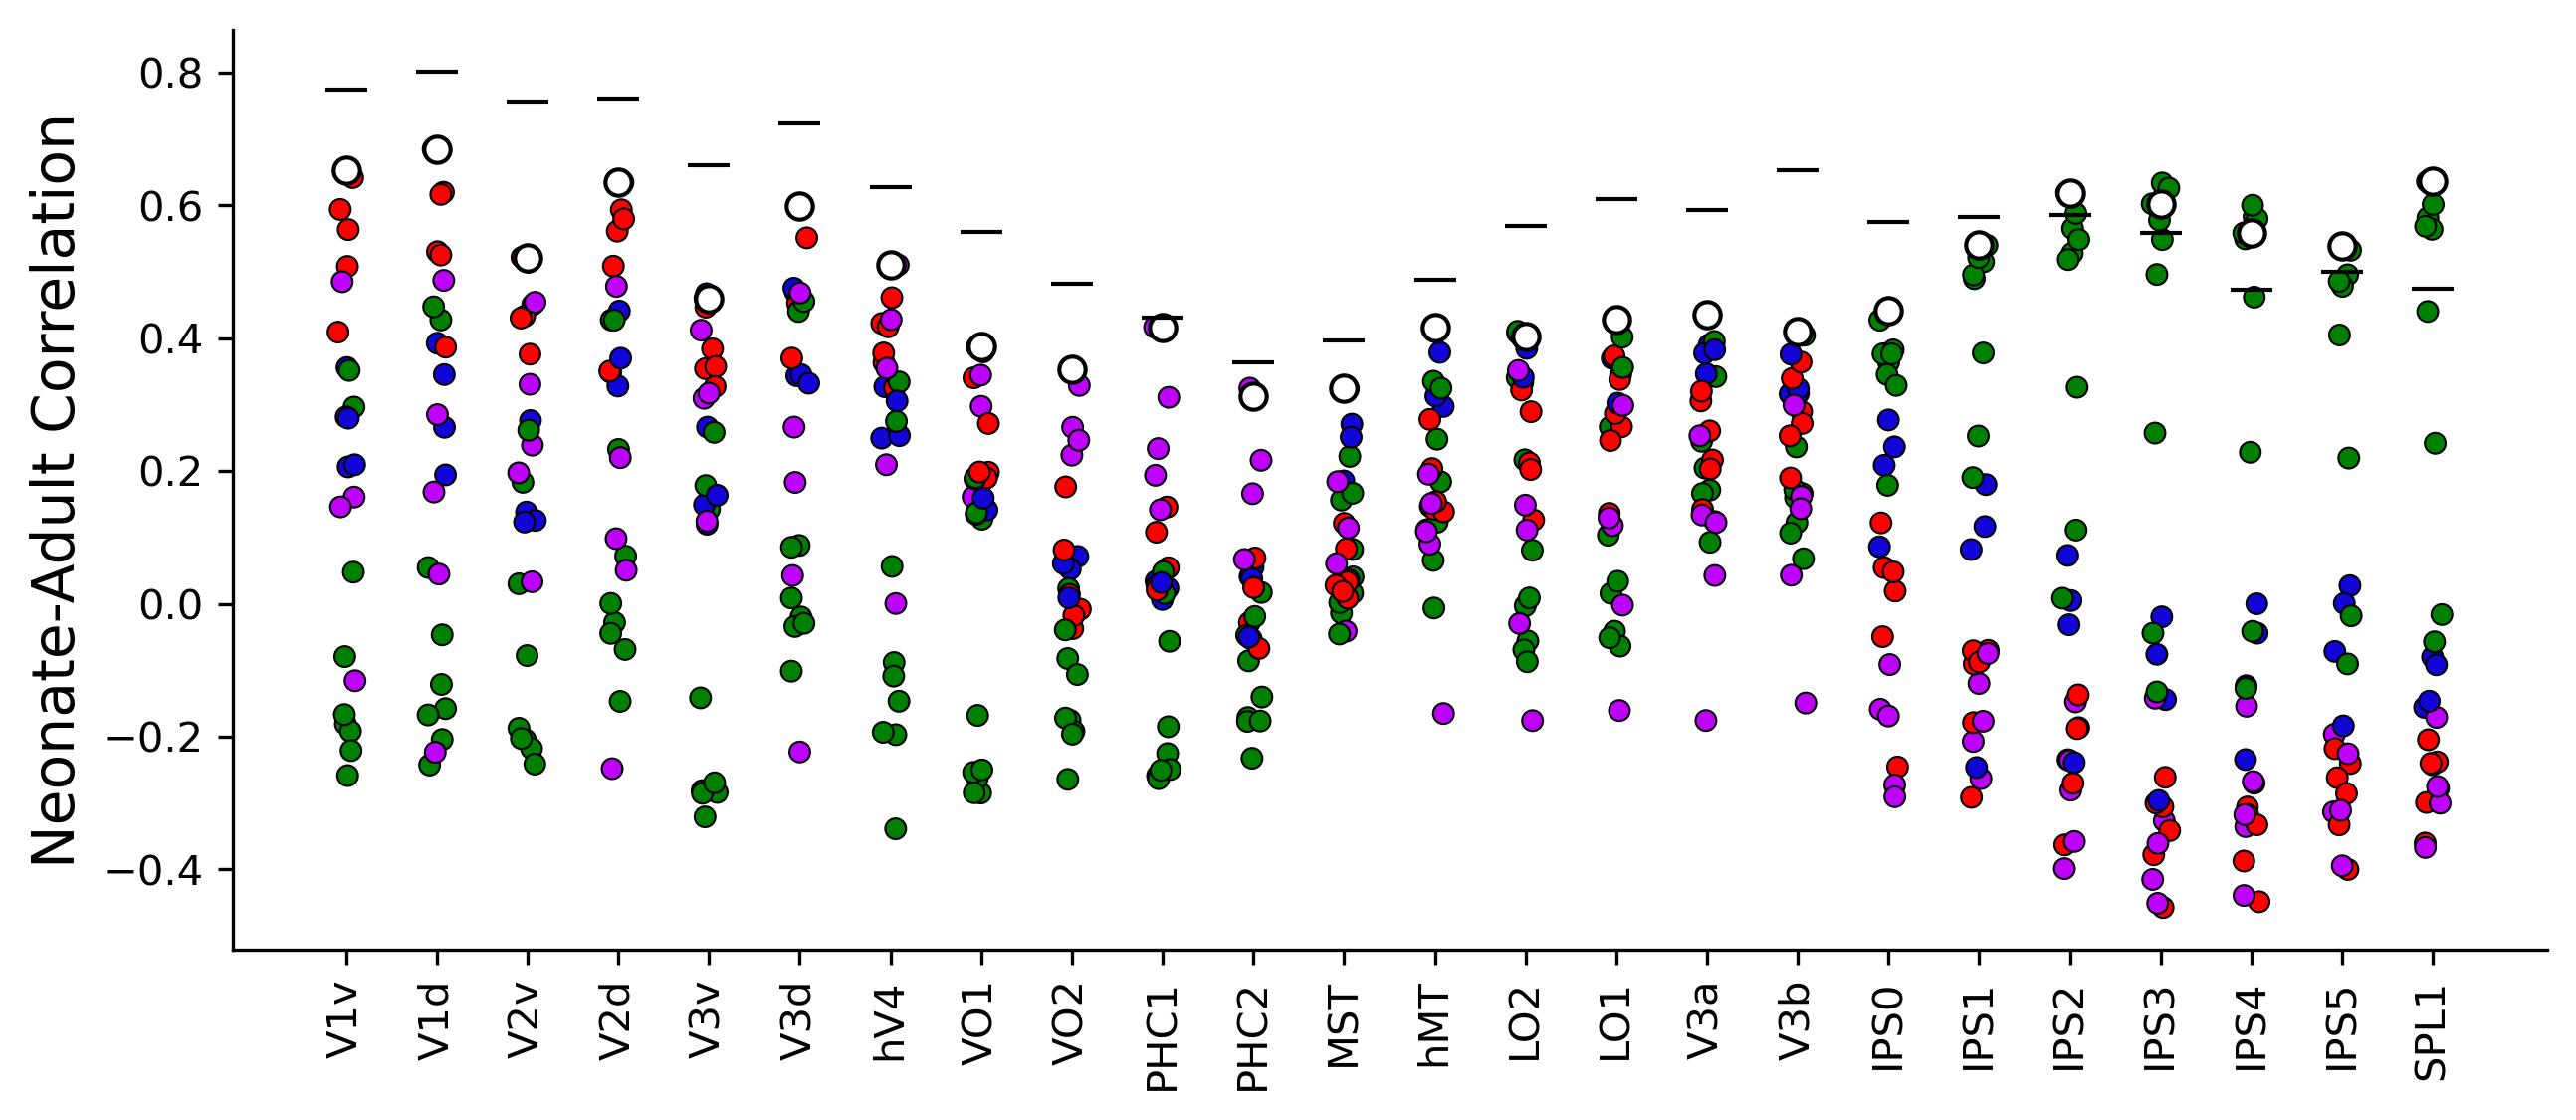 Neonate-Adult Correlation
0.8
0.6
0.4
0.2
0.0
−0.2
−0.4
V1v
V1d
V2v
V2d
V3v
V3d
hV4
VO1
VO2
PHC1
PHC2
MST
hMT
LO2
LO1
V3a
V3b
IPS0
IPS1
IPS2
IPS3
IPS4
IPS5
SPL1